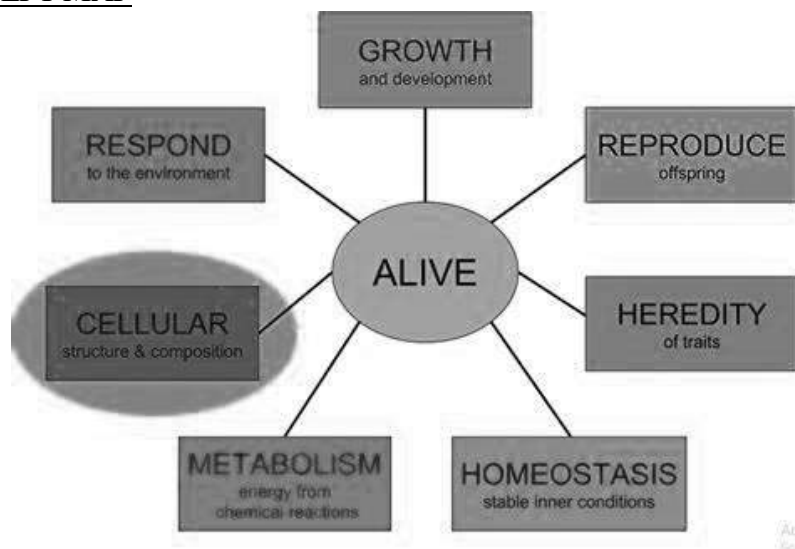 GROWTH
and development
RESPOND
to the environment
REPRODUCE
offspring
ALIVE
CELLULAR
structure & composition
HEREDITY
of traits
METABOLISM
energy from
chemical reactions
HOMEOSTASIS
stable inner conditions